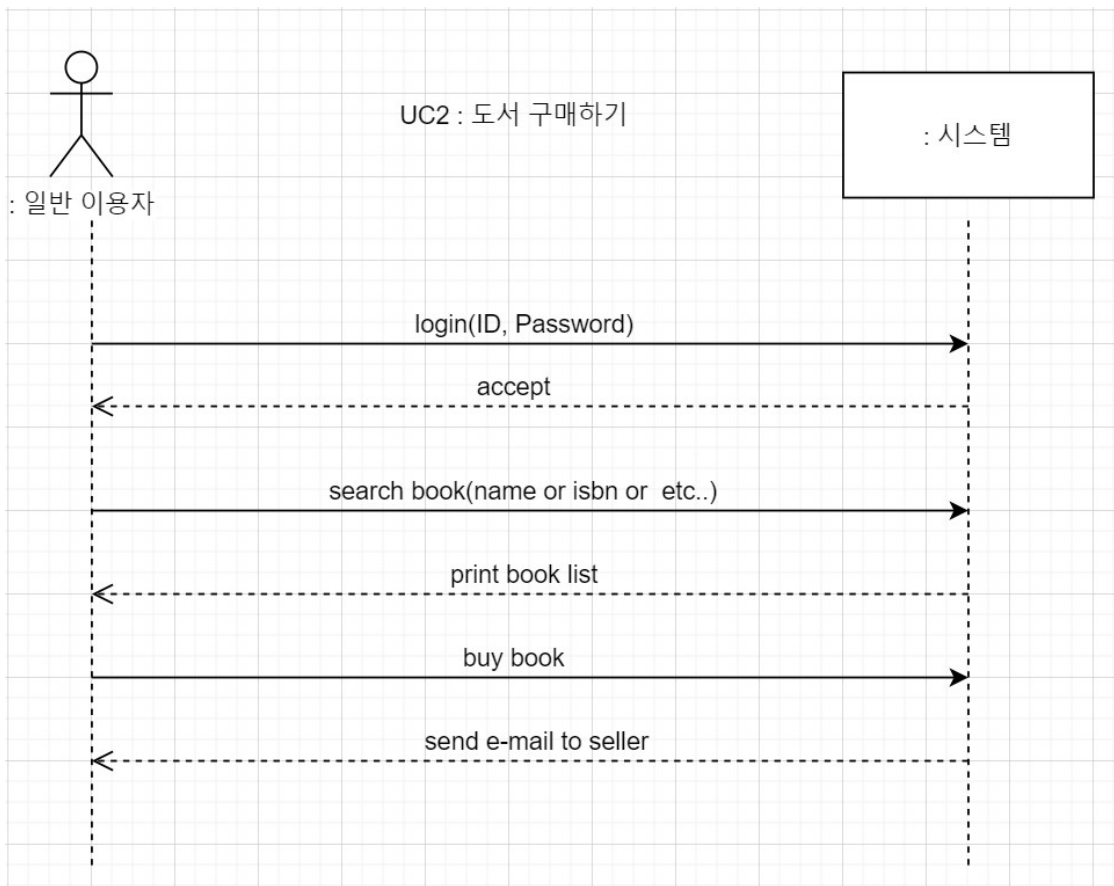 UC2 : 도서 구매하기
: 시스템
: 일반 이용자
login(ID, Password)
accept
search book(name or isbn or  etc..)
print book list
buy book
send e-mail to seller